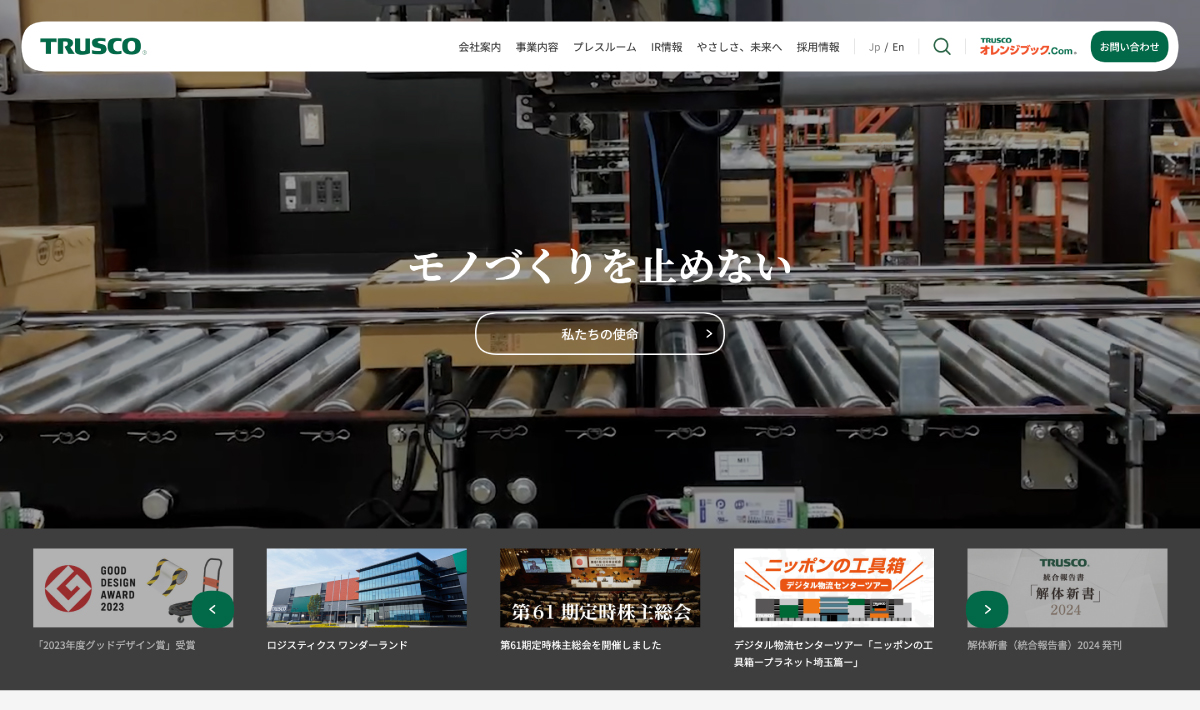 TRUSCO
会社案内 事業内容 プレスルーム IR情報 やさしさ、未来へ 採用情報 Jp / En
TRUSCO
オレンジブック.Com
お問い合わせ
モノづくりを止めない
私たちの使命
GOOD
DESIGN
AWARD
2023
「2023年度グッドデザイン賞」受賞
TRUSCO
ロジスティクス ワンダーランド
第61期定時株主総会
第61期定時株主総会を開催しました
ニッポンの工具箱
デジタル物流センターツアー
デジタル物流センターツアー「ニッポンの工
具箱ープラネット埼玉篇ー」
TRUSCO
統合報告書
「解体新書」
2024
解体新書（統合報告書）2024 発刊